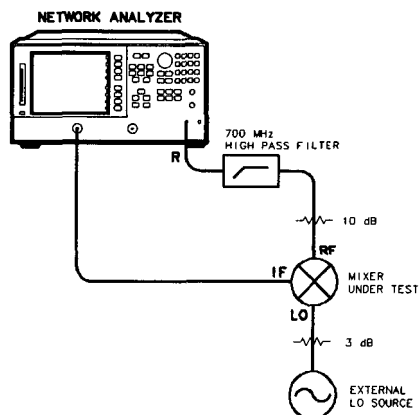 NETWORK ANALYZER
R
700 MHz
HIGH PASS FILTER
10 dB
RF
IF
MIXER
UNDER TEST
LO
3 dB
EXTERNAL
LO SOURCE